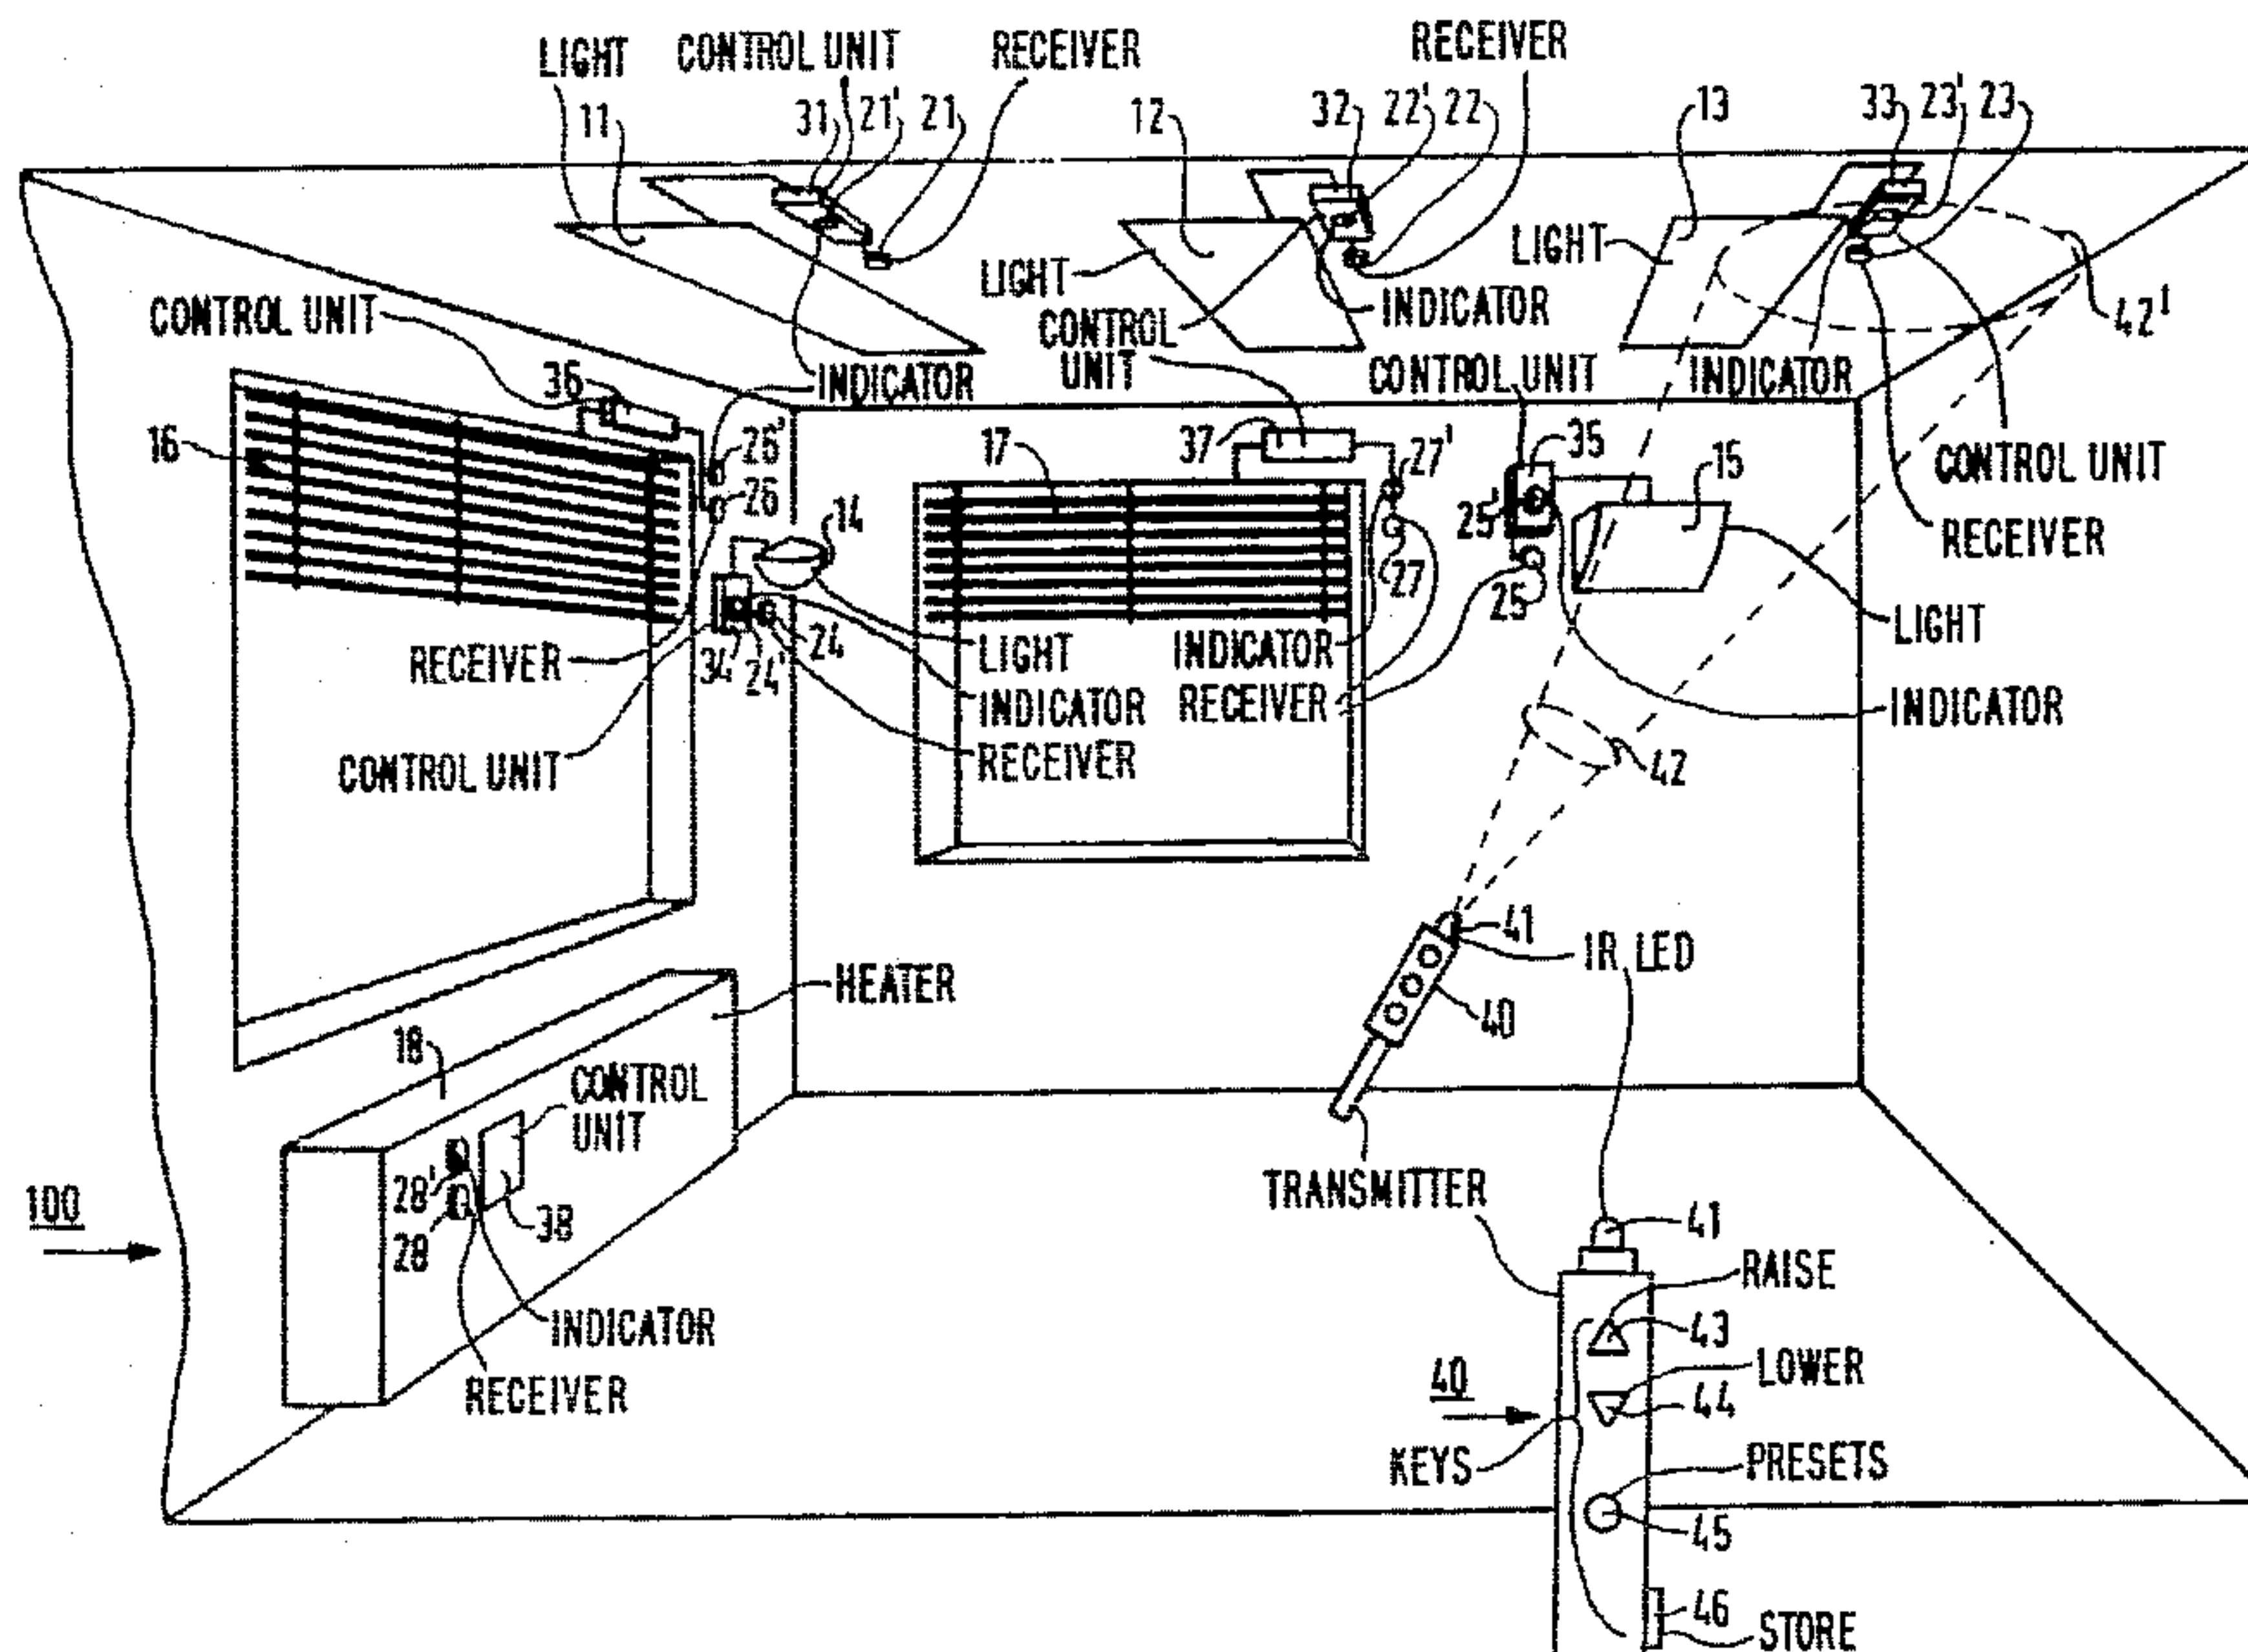 LIGHT CONTROL UNIT RECEIVER RECEIVER
11 31 21' 21 12 32 22' 22 13 33 23' 23
LIGHT LIGHT
CONTROL UNIT
CONTROL
UNIT
INDICATOR
42'
INDICATOR
CONTROL UNIT
INDICATOR
36
16
26'
26
17
37
27'
27
35
25'
25
15
CONTROL UNIT
RECEIVER
14
34 24' 24
RECEIVER
LIGHT
INDICATOR
RECEIVER
INDICATOR
RECEIVER
LIGHT
INDICATOR
CONTROL UNIT
42
41
IR LED
40
HEATER
18
CONTROL
UNIT
28'
28
38
100
TRANSMITTER
INDICATOR
RECEIVER
41
RAISE
43
LOWER
44
40
KEYS
PRESETS
45
46
STORE